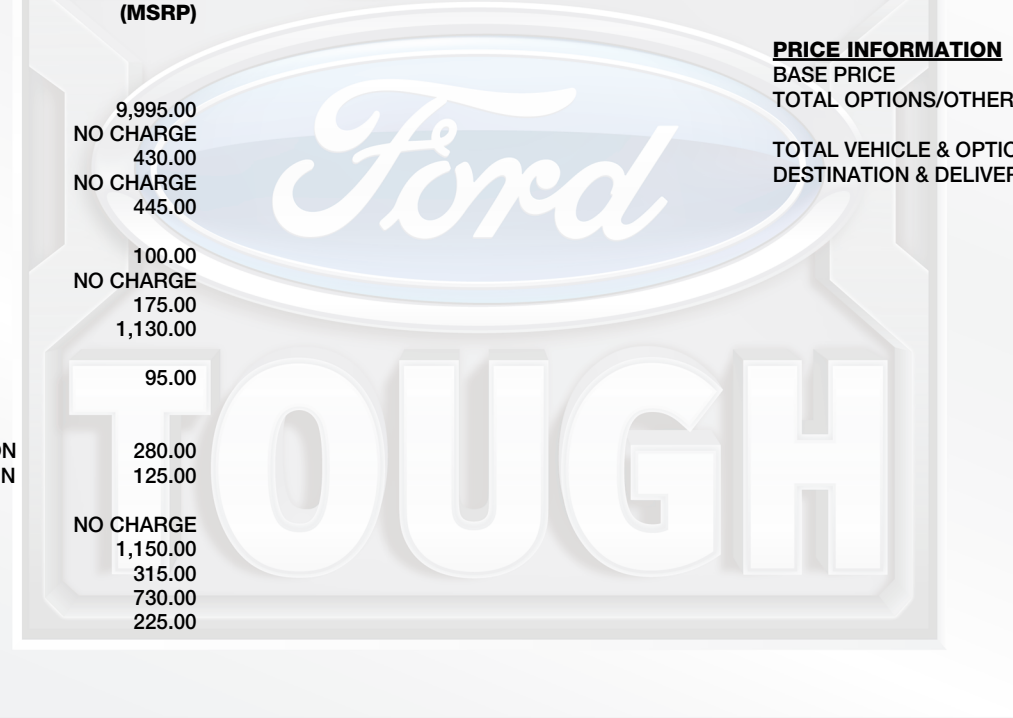 (MSRP)
9,995.00
NO CHARGE
430.00
NO CHARGE
445.00
100.00
NO CHARGE
175.00
1,130.00
95.00
ON 280.00
N 125.00
NO CHARGE
1,150.00
315.00
730.00
225.00
PRICE INFORMATION
BASE PRICE
TOTAL OPTIONS/OTHER
TOTAL VEHICLE & OPTIO
DESTINATION & DELIVER
Ford
TOUGH